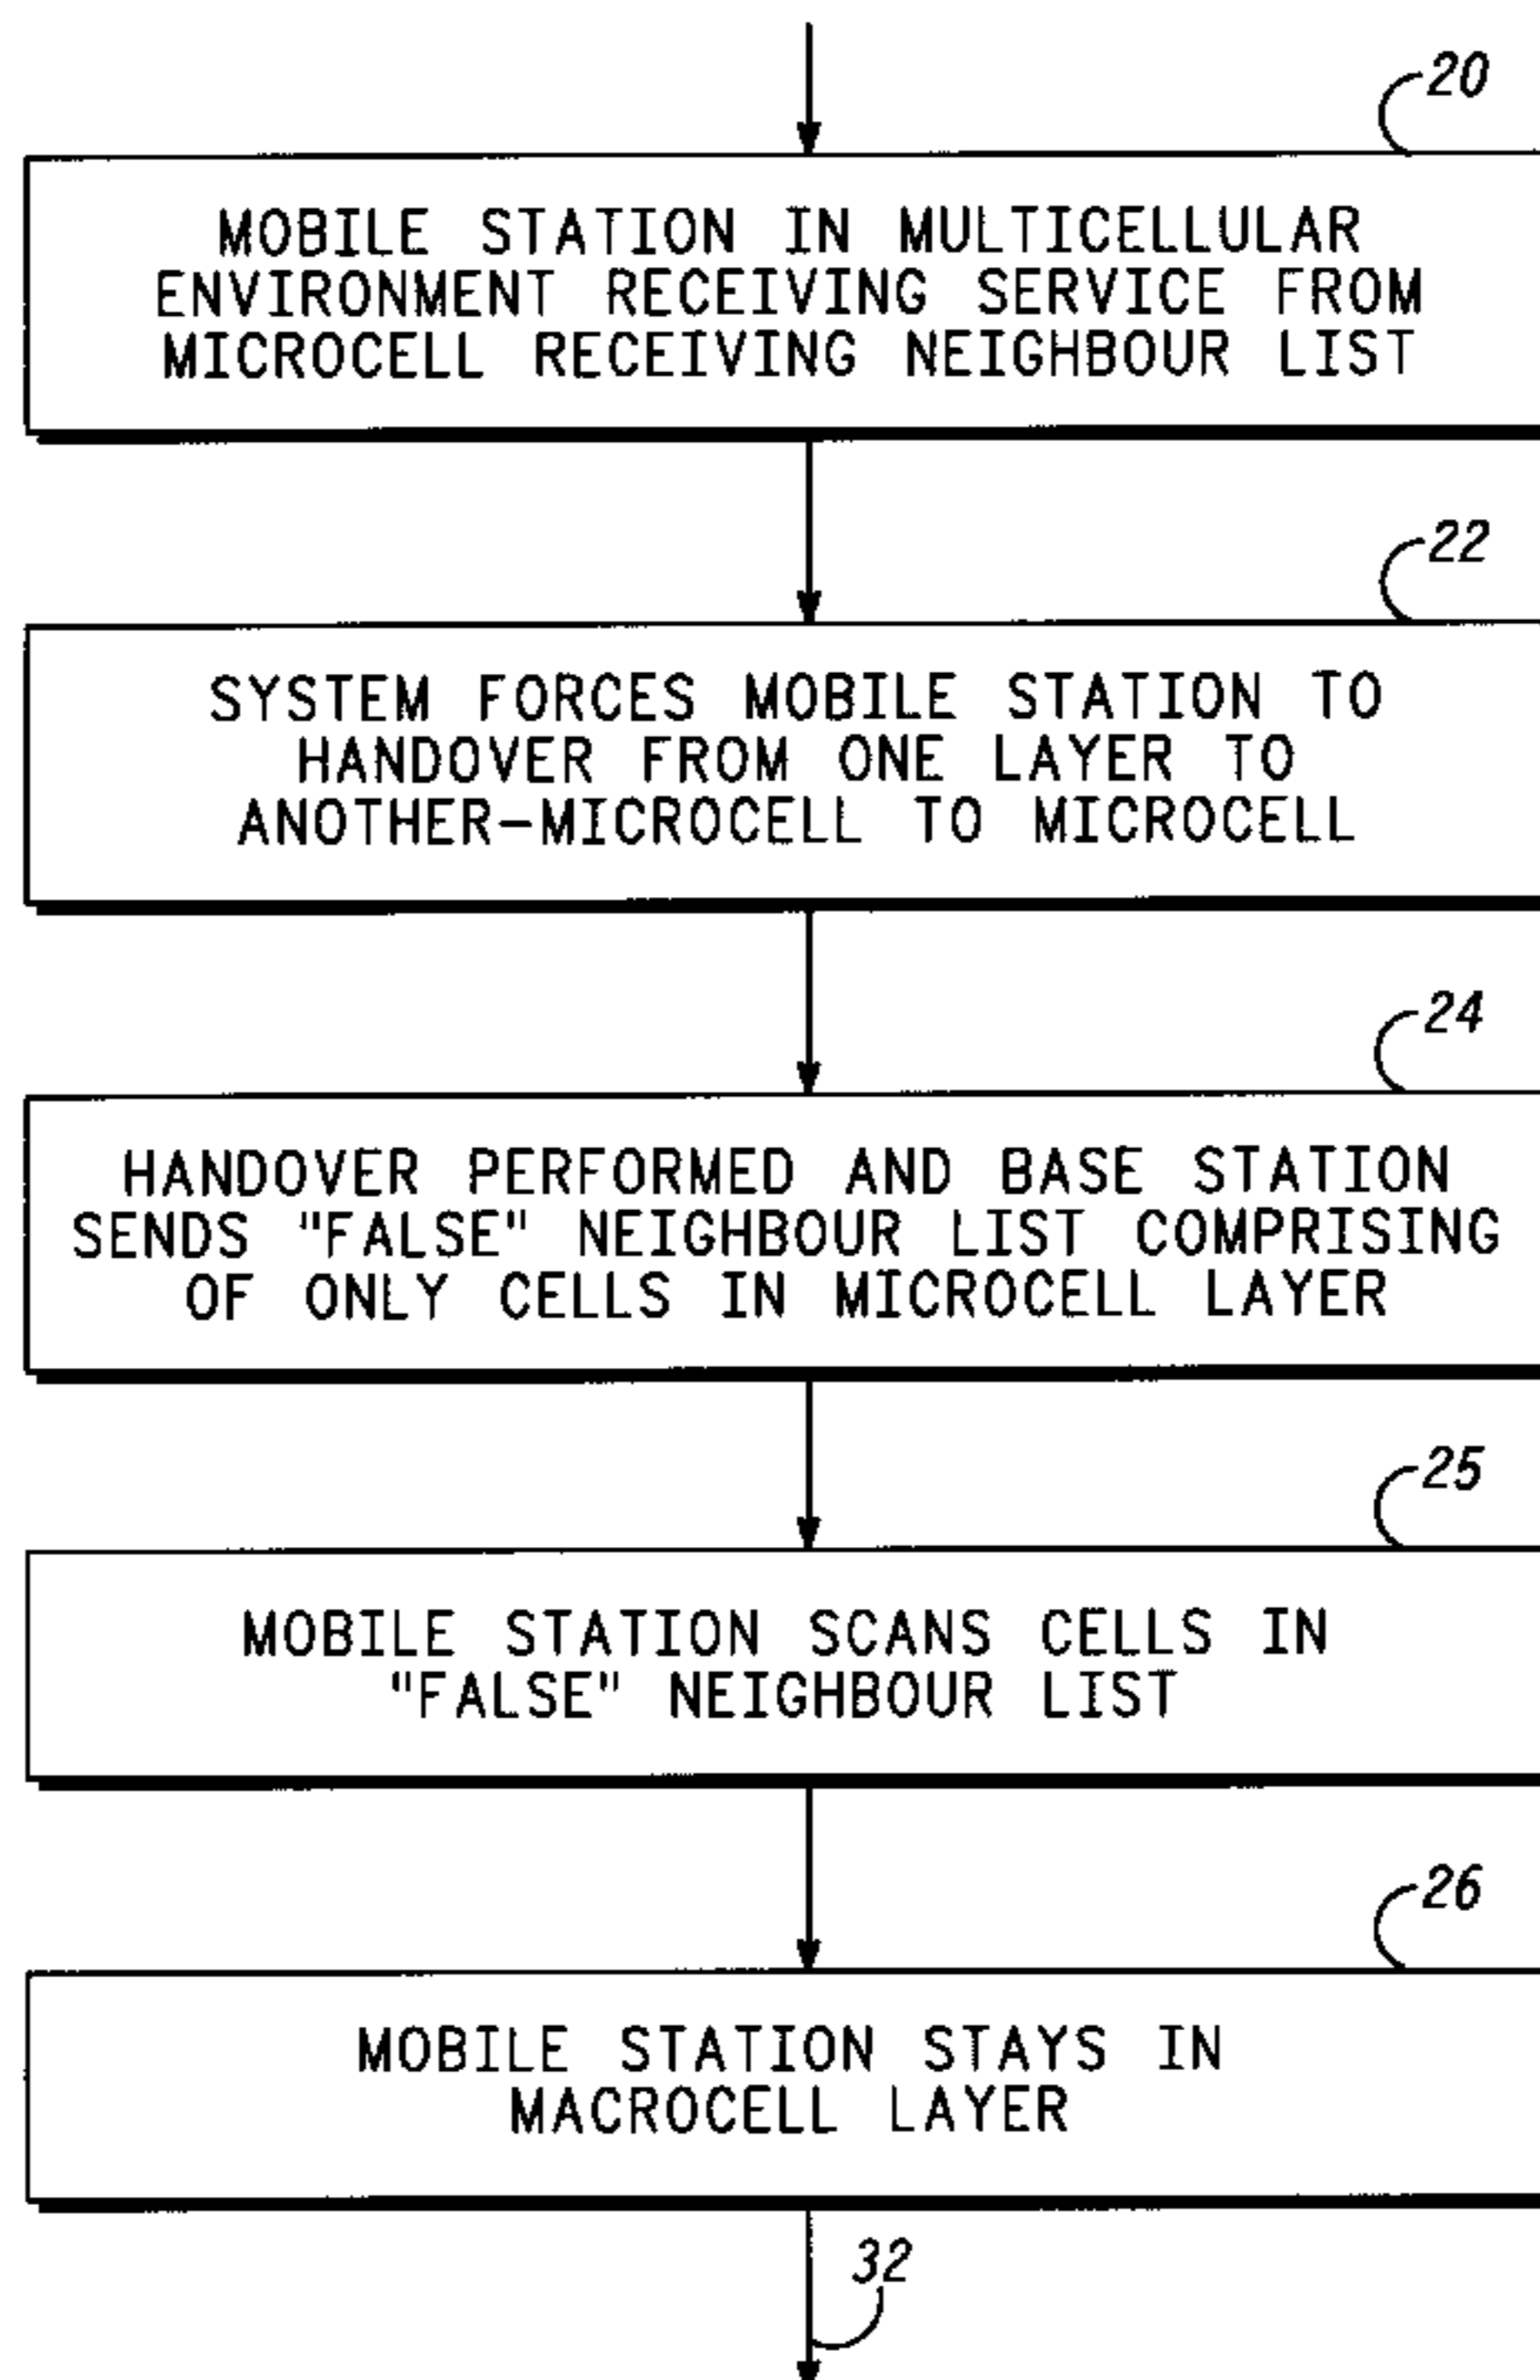 20
MOBILE STATION IN MULTICELLULAR
ENVIRONMENT RECEIVING SERVICE FROM
MICROCELL RECEIVING NEIGHBOUR LIST
22
SYSTEM FORCES MOBILE STATION TO
HANDOVER FROM ONE LAYER TO
ANOTHER-MICROCELL TO MICROCELL
24
HANDOVER PERFORMED AND BASE STATION
SENDS "FALSE" NEIGHBOUR LIST COMPRISING
OF ONLY CELLS IN MICROCELL LAYER
25
MOBILE STATION SCANS CELLS IN
"FALSE" NEIGHBOUR LIST
26
MOBILE STATION STAYS IN
MACROCELL LAYER
32